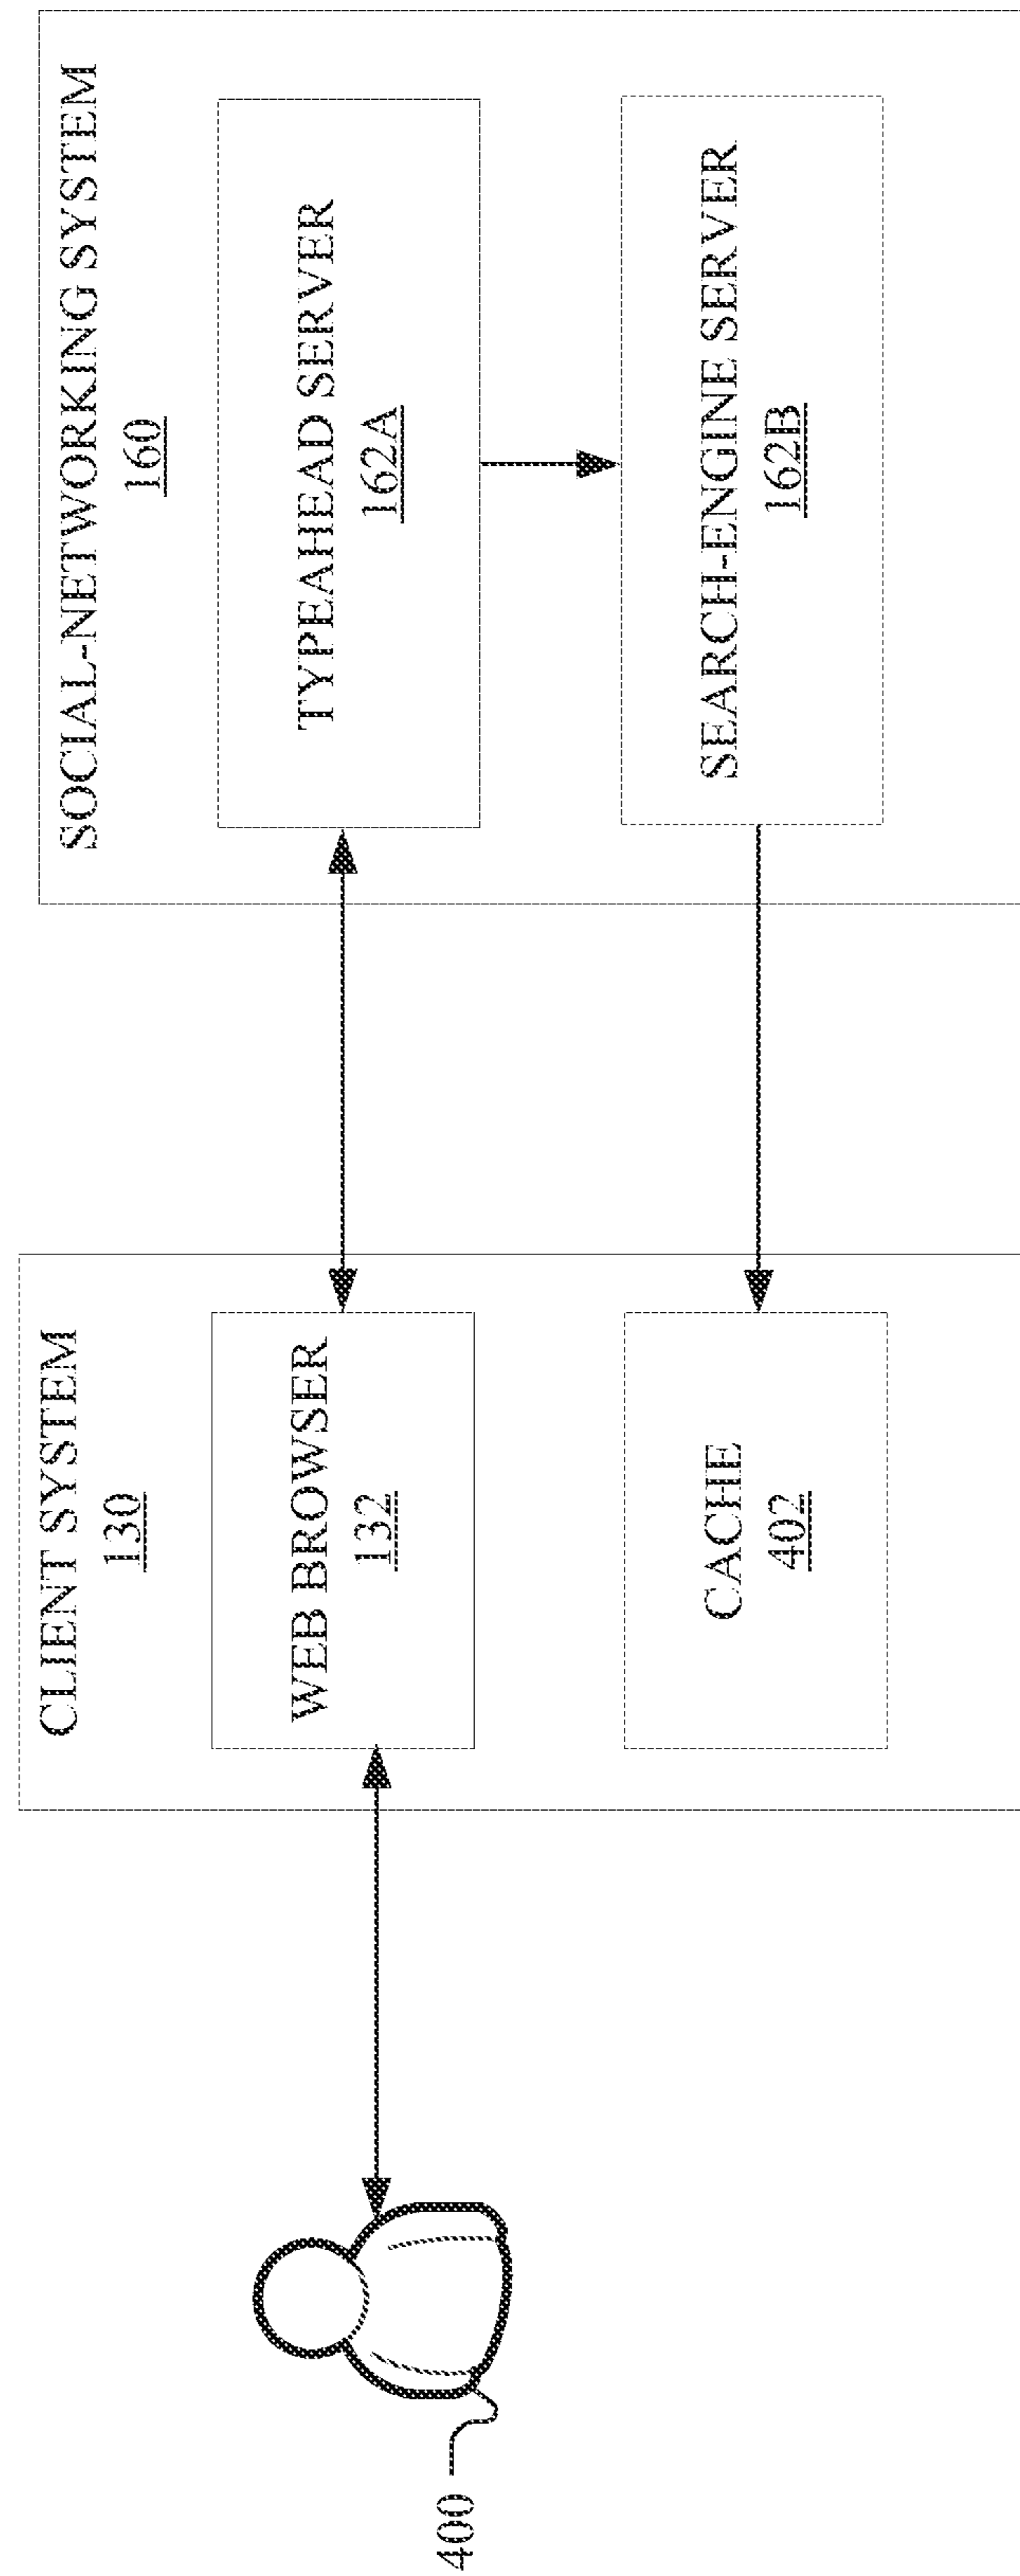 400
CLIENT SYSTEM
130
WEB BROWSER
132
CACHE
402
SOCIAL-NETWORKING SYSTEM
160
TYPEAHEAD SERVER
162A
SEARCH-ENGINE SERVER
162B